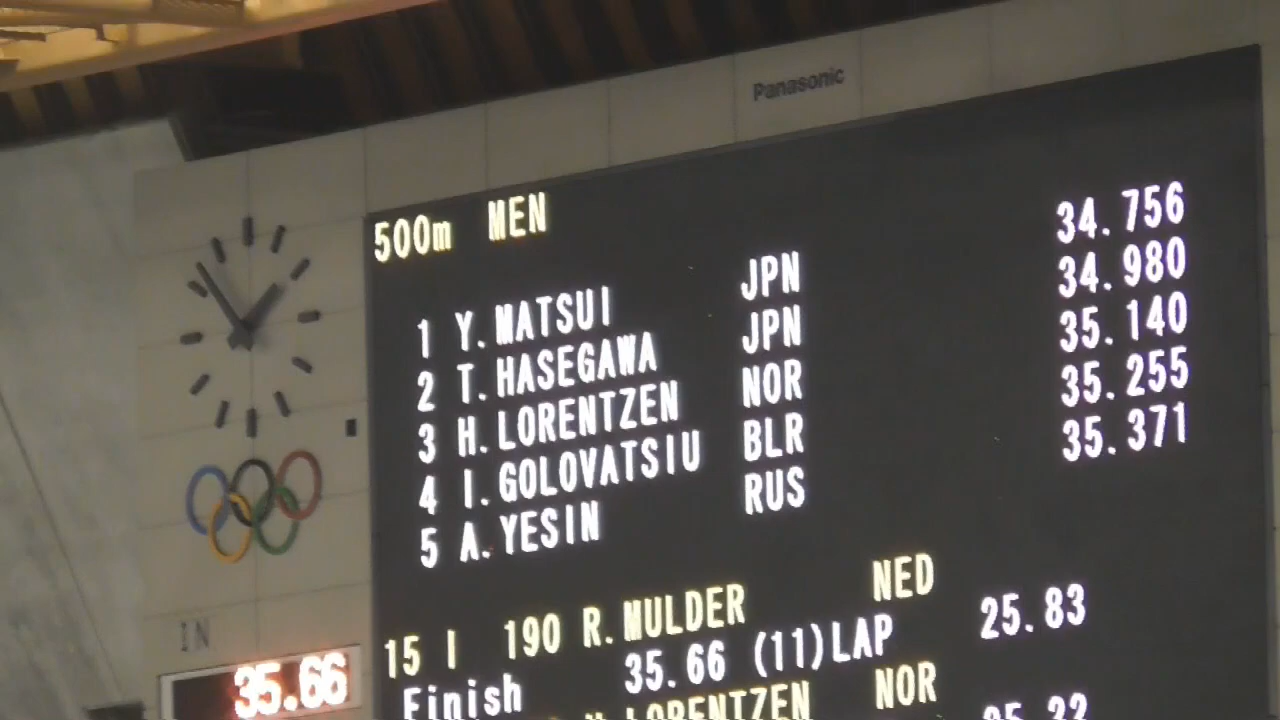 Panasonic
500m MEN
34.756
1 Y.MATSUI JPN 34.980
2 T.HASEGAWA JPN 35.140
3 H.LORENTZEN NOR 35.255
4 I.GOLOVATSIU BLR 35.371
5 A.YESIN RUS
15 I 190 R.MULDER NED
Finish 35.66 (11)LAP 25.83
LORENTZEN NOR
IN
35.66